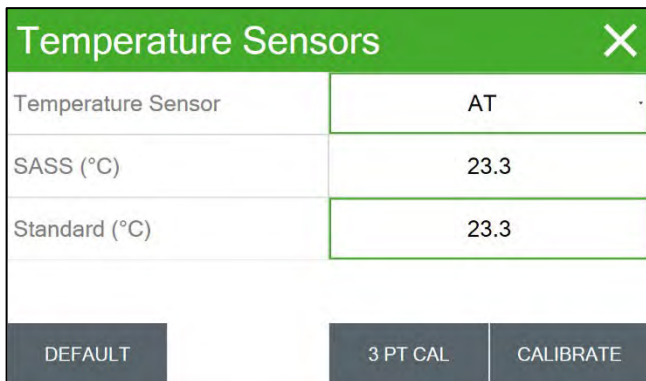 Temperature Sensors
Temperature Sensor AT
SASS (°C) 23.3
Standard (°C) 23.3
DEFAULT 3 PT CAL CALIBRATE